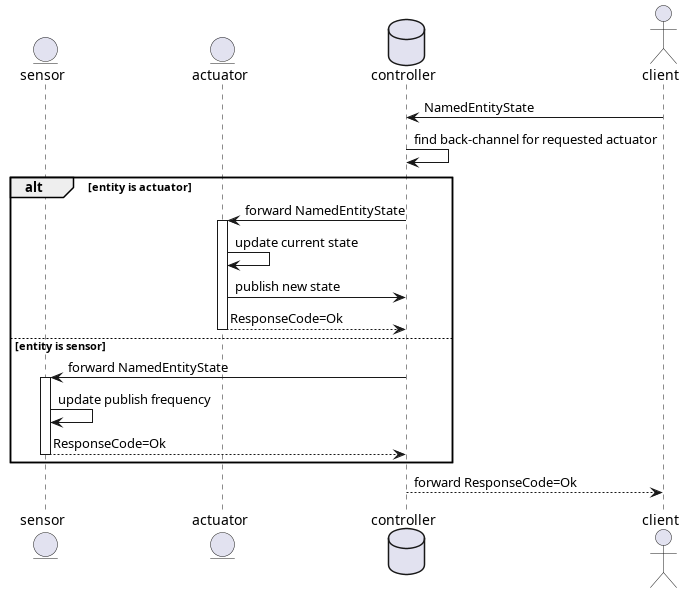 sensor
actuator
controller
client
NamedEntityState
find back-channel for requested actuator
alt
[entity is actuator]
forward NamedEntityState
update current state
publish new state
ResponseCode=Ok
[entity is sensor]
forward NamedEntityState
update publish frequency
ResponseCode=Ok
forward ResponseCode=Ok
sensor
actuator
controller
client